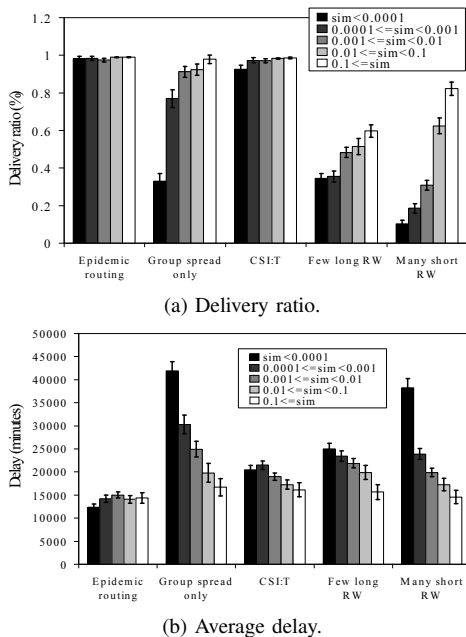 1.2
1
0.8
0.6
0.4
0.2
0
Delivery ratio (%)
sim<0.0001
0.0001<=sim<0.001
0.001<=sim<0.01
0.01<=sim<0.1
0.1<=sim
Epidemic routing
Group spread only
CSI:T
Few long RW
Many short RW
(a) Delivery ratio.
50000
45000
40000
35000
30000
25000
20000
15000
10000
5000
0
Delay (minutes)
sim<0.0001
0.0001<=sim<0.001
0.001<=sim<0.01
0.01<=sim<0.1
0.1<=sim
Epidemic routing
Group spread only
CSI:T
Few long RW
Many short RW
(b) Average delay.